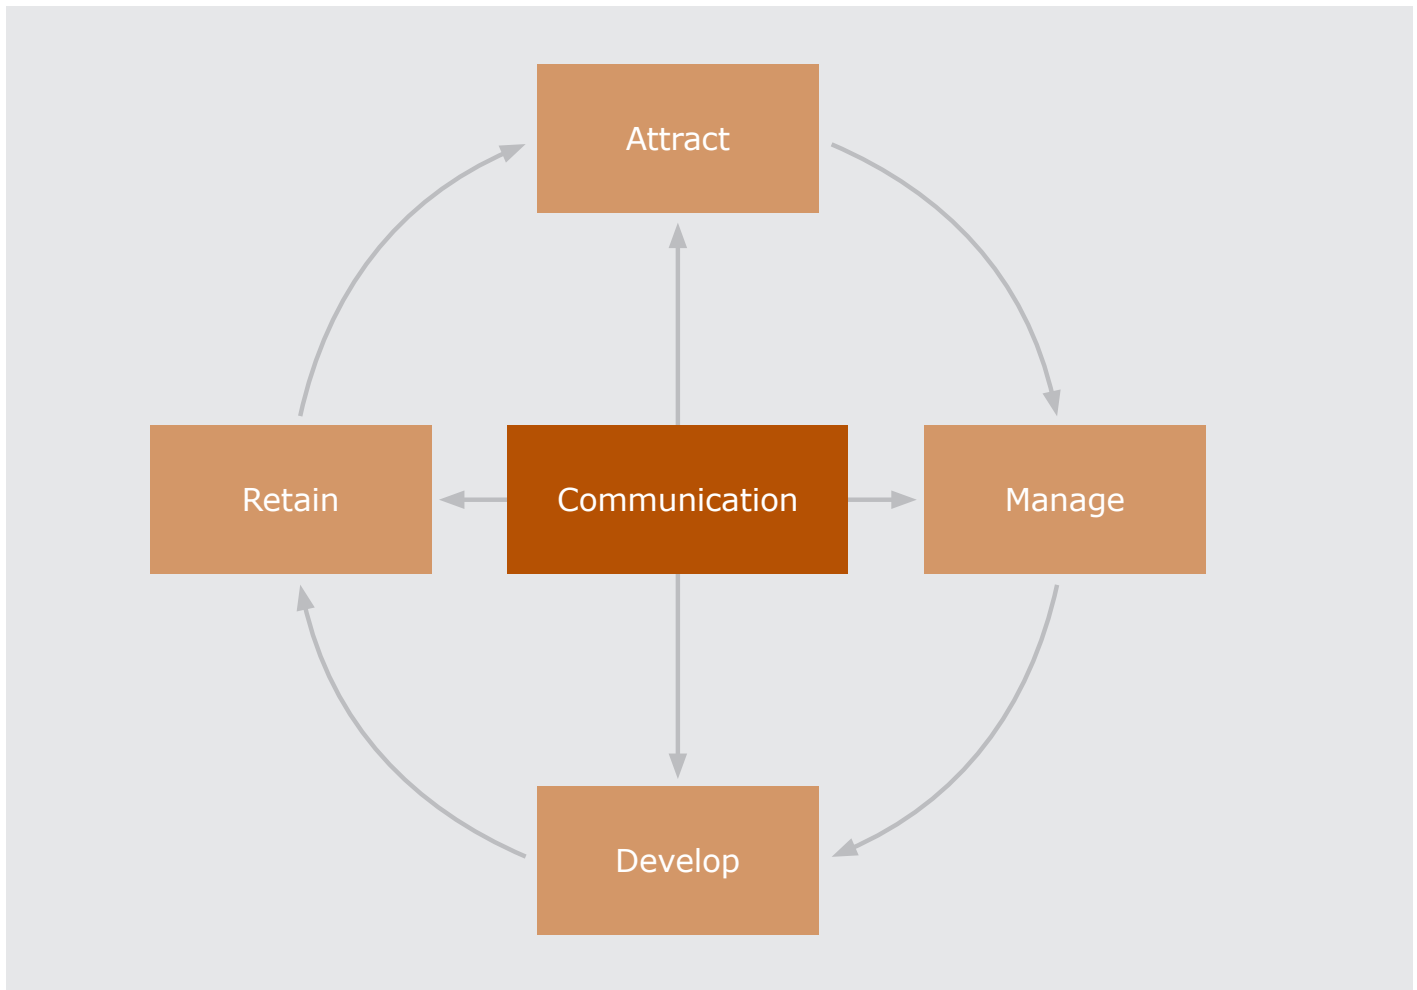 Attract
Retain
Communication
Manage
Develop